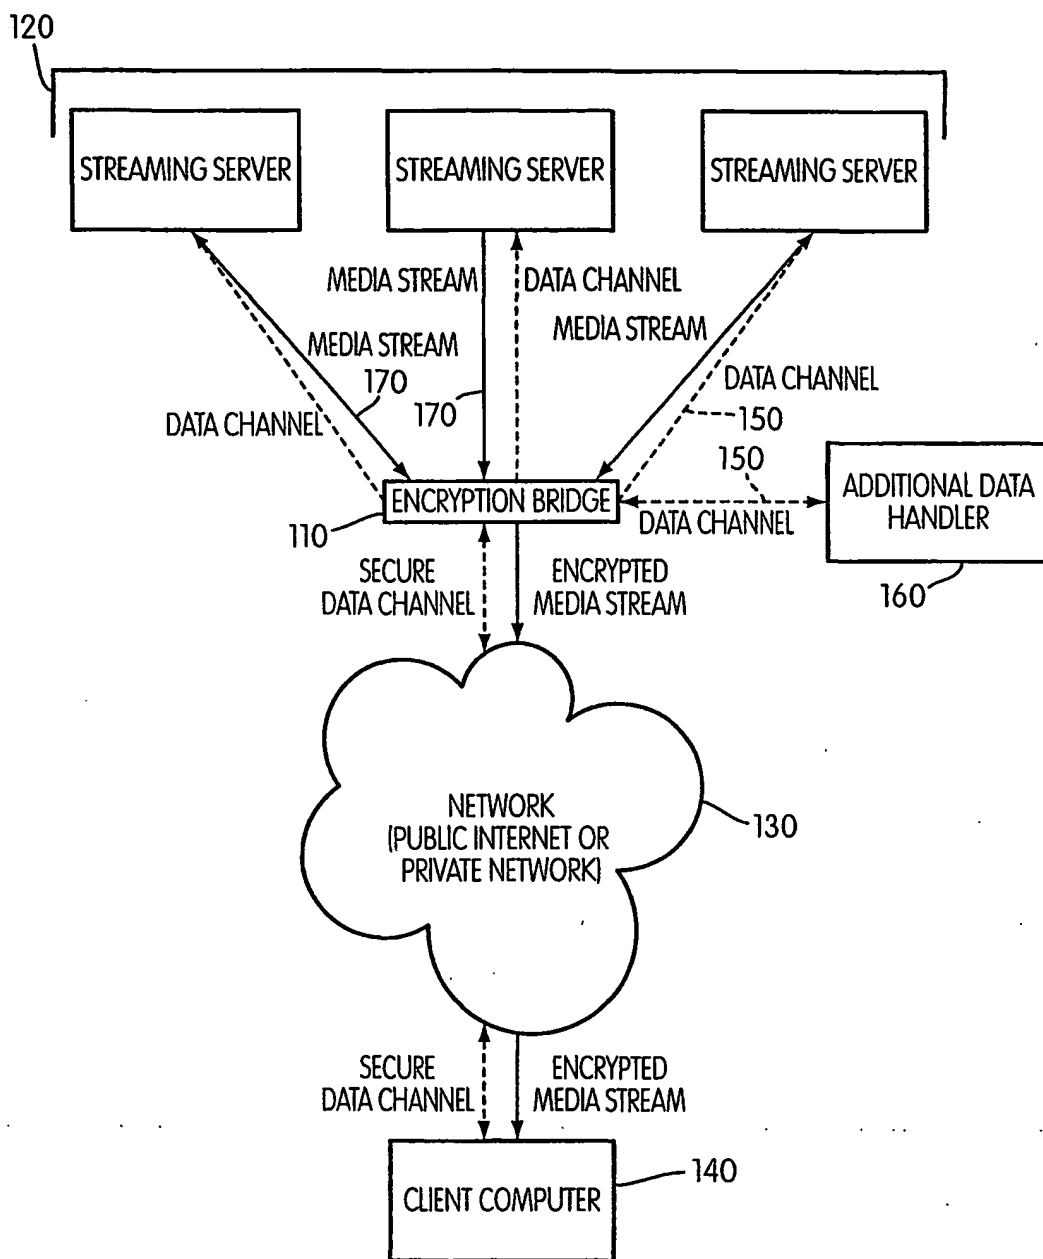 120
STREAMING SERVER
STREAMING SERVER
STREAMING SERVER
MEDIA STREAM
DATA CHANNEL
MEDIA STREAM
MEDIA STREAM
170
170
DATA CHANNEL
DATA CHANNEL
150
150
ENCRYPTION BRIDGE
110
DATA CHANNEL
ADDITIONAL DATA
HANDLER
160
SECURE
DATA CHANNEL
ENCRYPTED
MEDIA STREAM
NETWORK
(PUBLIC INTERNET OR
PRIVATE NETWORK)
130
SECURE
DATA CHANNEL
ENCRYPTED
MEDIA STREAM
CLIENT COMPUTER
140